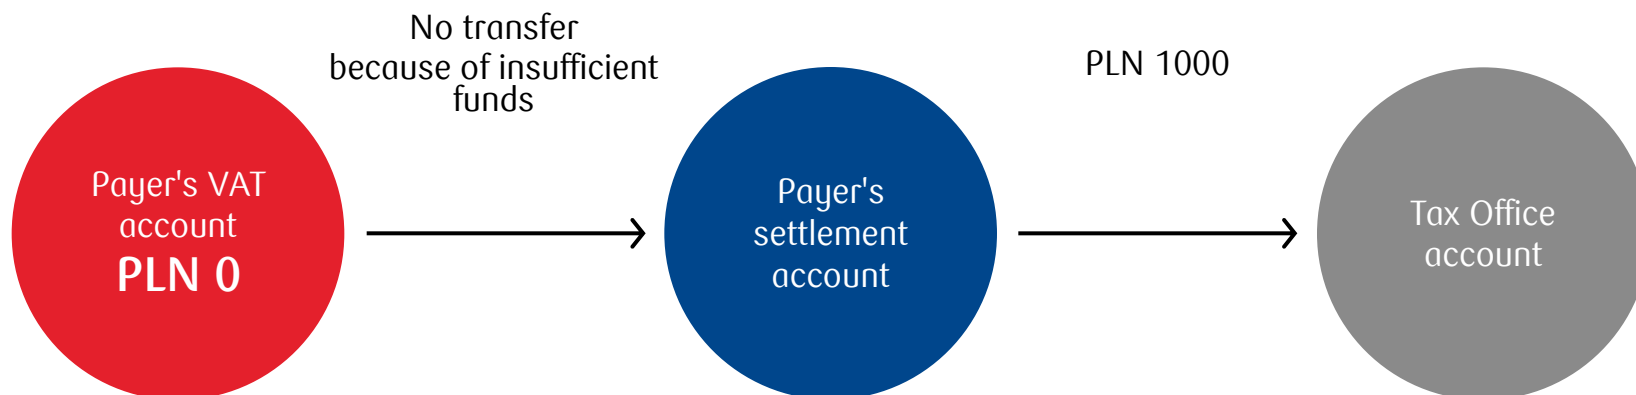 No transfer
because of insufficient
funds
PLN 1000
Payer's VAT
account
PLN 0
Payer's
settlement
account
Tax Office
account